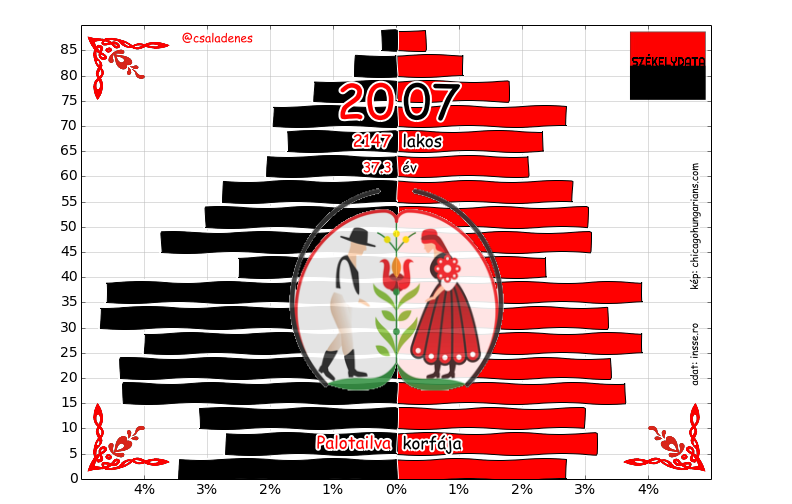 @csaladenes
SZÉKELYDATA
2007
2147 lakos
37.3 év
kép: chicagohungarians.com
adat: insse.ro
Palotailva korfája
85
80
75
70
65
60
55
50
45
40
35
30
25
20
15
10
5
0
4% 3% 2% 1% 0% 1% 2% 3% 4%